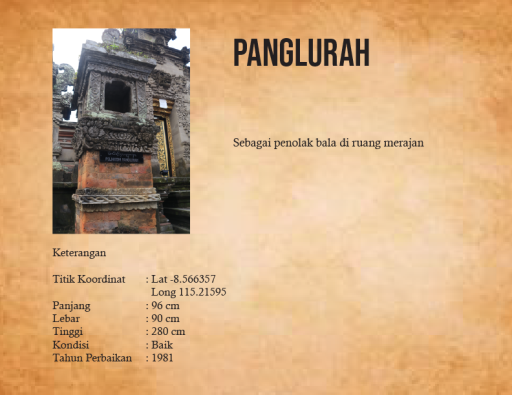 PANGLURAH
Sebagai penolak bala di ruang merajan
Keterangan
Titik Koordinat : Lat -8.566357
Long 115.21595
Panjang : 96 cm
Lebar : 90 cm
Tinggi : 280 cm
Kondisi : Baik
Tahun Perbaikan : 1981